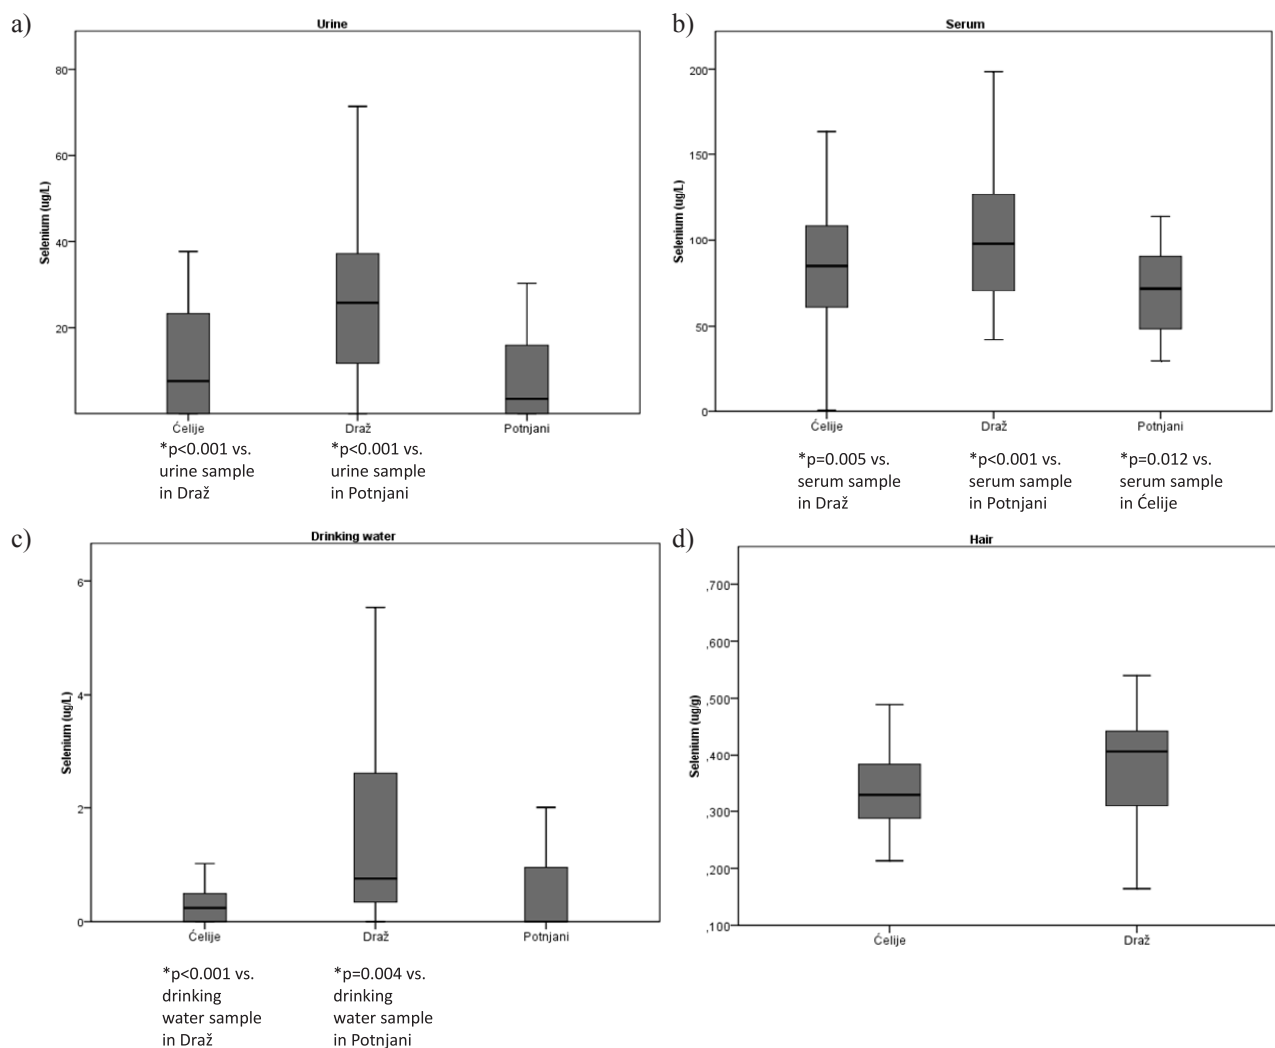 a)
Urine
Selenium (ug/L)
80
60
40
20
Ćelije
Draž
Potnjani
*p<0.001 vs.
urine sample
in Draž
*p<0.001 vs.
urine sample
in Potnjani
b)
Serum
Selenium (ug/L)
200
150
100
50
0
Ćelije
Draž
Potnjani
*p=0.005 vs.
serum sample
in Draž
*p<0.001 vs.
serum sample
in Potnjani
*p=0.012 vs.
serum sample
in Ćelije
c)
Drinking water
Selenium (ug/L)
6
4
2
0
Ćelije
Draž
Potnjani
*p<0.001 vs.
drinking
water sample
in Draž
*p=0.004 vs.
drinking
water sample
in Potnjani
d)
Hair
Selenium (ug/g)
,700
,600
,500
,400
,300
,200
,100
Ćelije
Draž